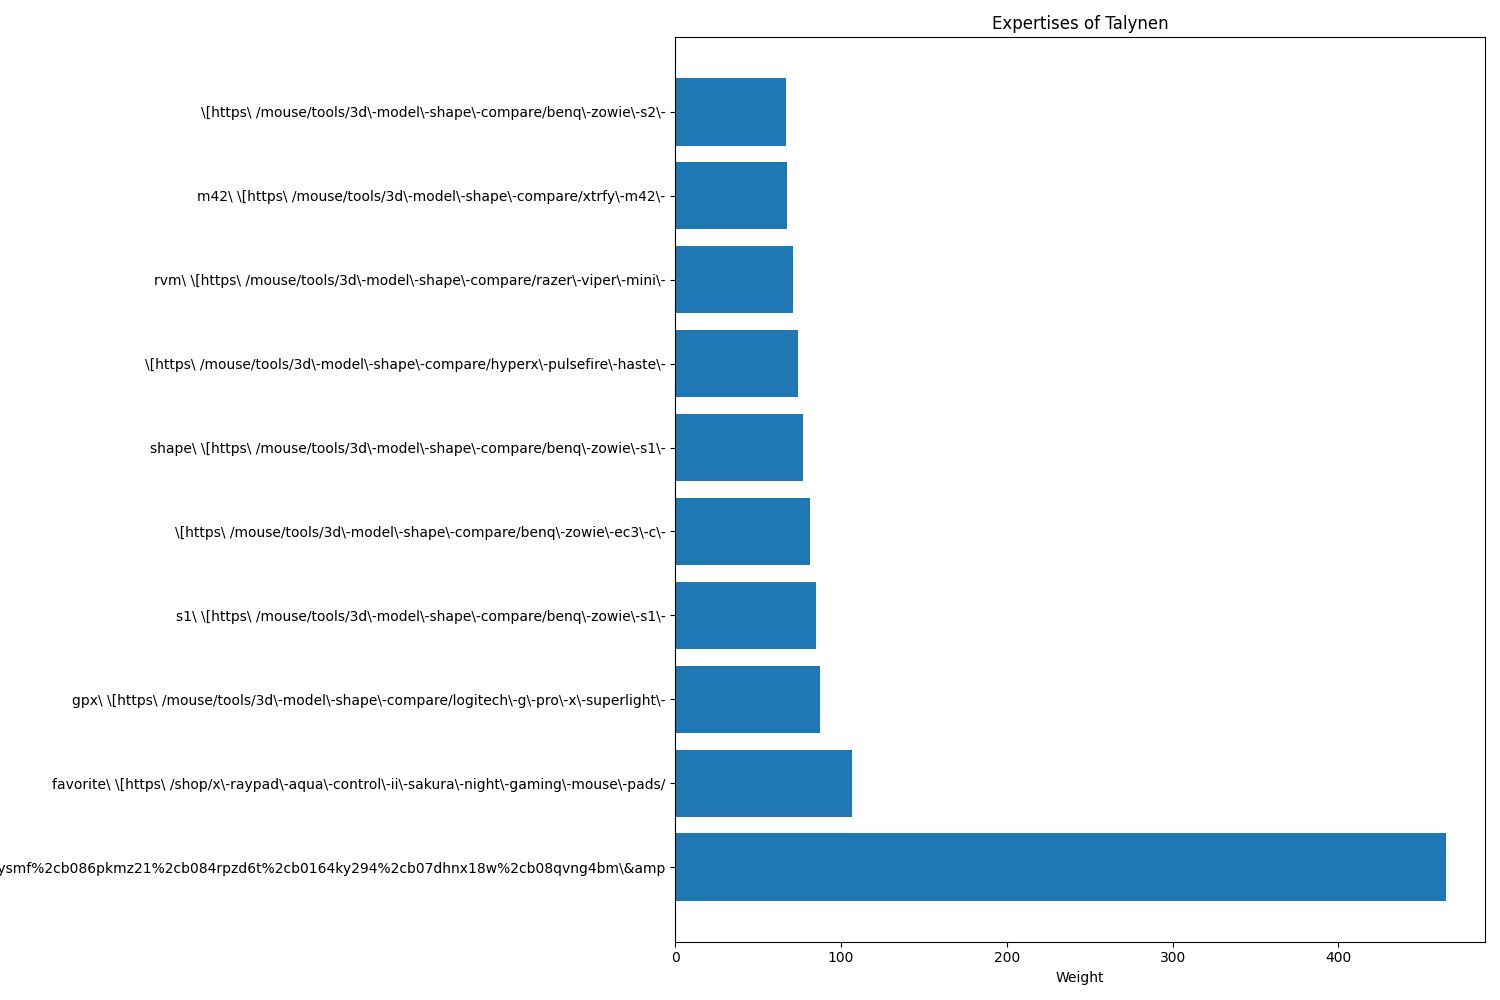 Expertises of Talynen
\[https\ /mouse/tools/3d\-model\-shape\-compare/benq\-zowie\-s2\-
m42\ \[https\ /mouse/tools/3d\-model\-shape\-compare/xtrfy\-m42\-
rvm\ \[https\ /mouse/tools/3d\-model\-shape\-compare/razer\-viper\-mini\-
\[https\ /mouse/tools/3d\-model\-shape\-compare/hyperx\-pulsefire\-haste\-
shape\ \[https\ /mouse/tools/3d\-model\-shape\-compare/benq\-zowie\-s1\-
\[https\ /mouse/tools/3d\-model\-shape\-compare/benq\-zowie\-ec3\-c\-
s1\ \[https\ /mouse/tools/3d\-model\-shape\-compare/benq\-zowie\-s1\-
gpx\ \[https\ /mouse/tools/3d\-model\-shape\-compare/logitech\-g\-pro\-x\-superlight\-
favorite\ \[https\ /shop/x\-raypad\-aqua\-control\-ii\-sakura\-night\-gaming\-mouse\-pads/
ysmf%2cb086pkmz21%2cb084rpzd6t%2cb0164ky294%2cb07dhnx18w%2cb08qvng4bm\&amp
0 100 200 300 400
Weight